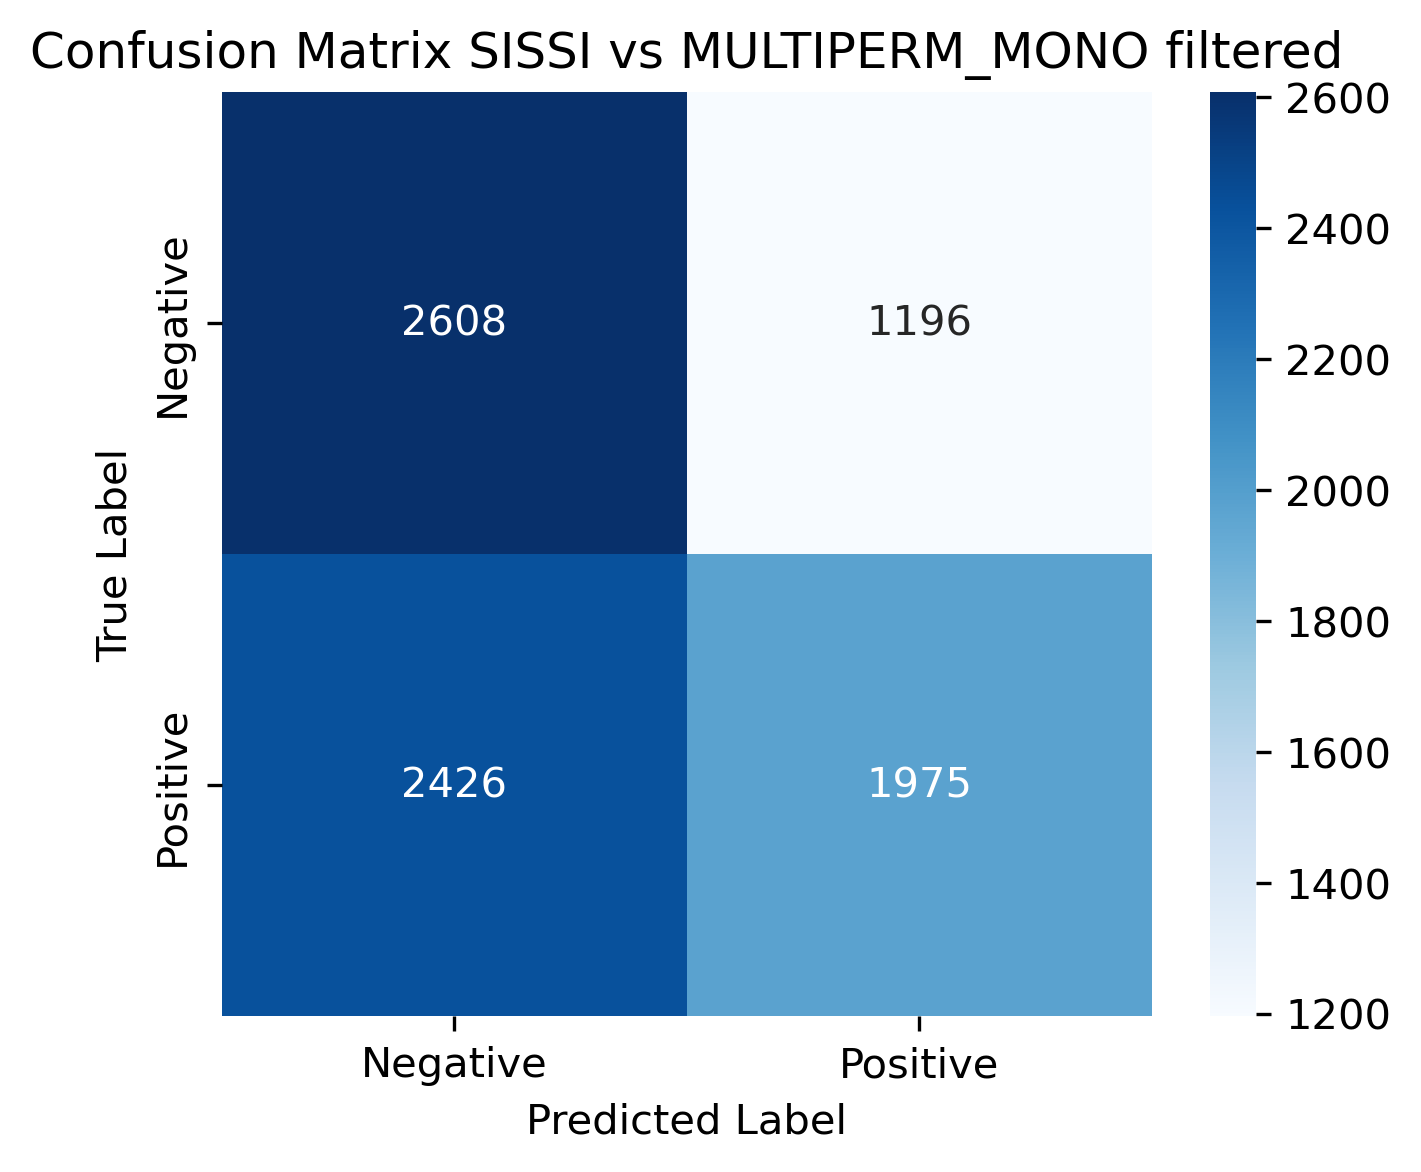 Confusion Matrix SISSI vs MULTIPERM_MONO filtered
True Label
Negative
Positive
2608
1196
2426
1975
Negative
Positive
Predicted Label
2600
2400
2200
2000
1800
1600
1400
1200